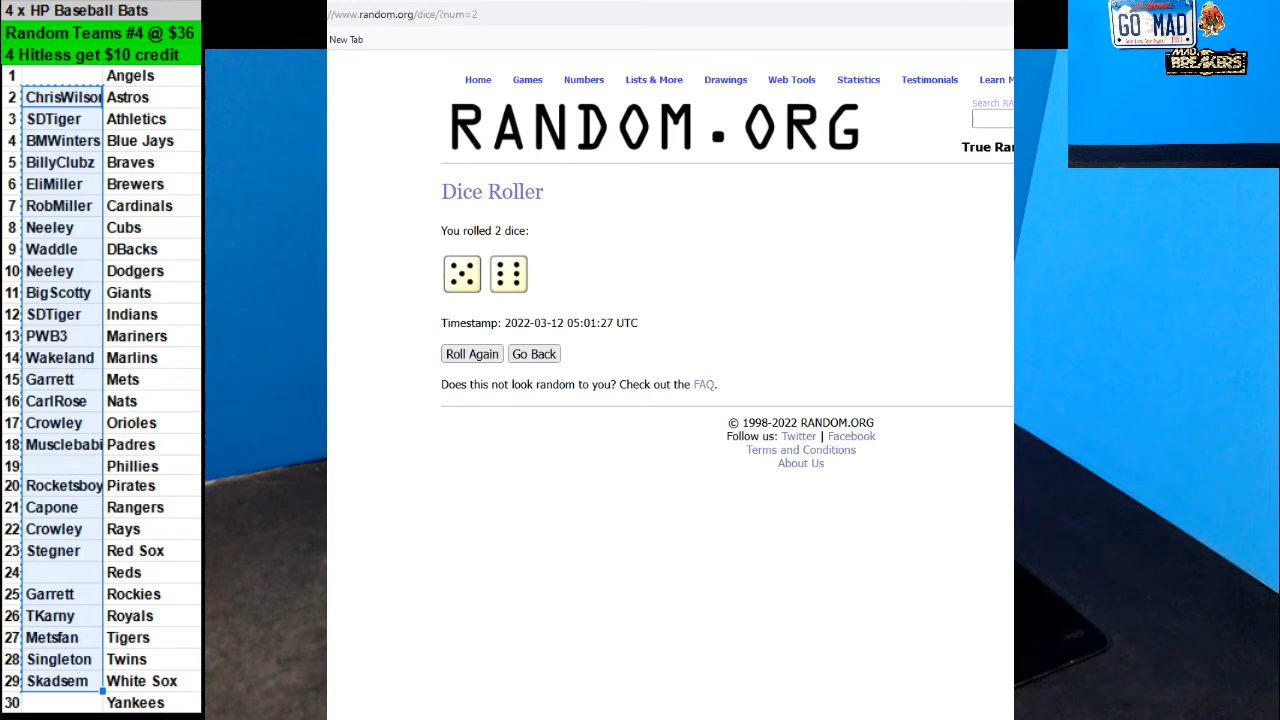 4 x HP Baseball Bats
Random Teams #4 @ $36
4 Hitless get $10 credit
1 Angels
2 ChrisWilson Astros
3 SDTiger Athletics
4 BMWinters Blue Jays
5 BillyClubz Braves
6 EliMiller Brewers
7 RobMiller Cardinals
8 Neeley Cubs
9 Waddle DBacks
10 Neeley Dodgers
11 BigScotty Giants
12 SDTiger Indians
13 PWB3 Mariners
14 Wakeland Marlins
15 Garrett Mets
16 CarlRose Nats
17 Crowley Orioles
18 Musclebabi Padres
19 Phillies
20 Rocketsboy Pirates
21 Capone Rangers
22 Crowley Rays
23 Stegner Red Sox
24 Reds
25 Garrett Rockies
26 TKarny Royals
27 Metsfan Tigers
28 Singleton Twins
29 Skadsem White Sox
30 Yankees
//www.random.org/dice/?num=2
New Tab
Home Games Numbers Lists & More Drawings Web Tools Statistics Testimonials Learn M
RANDOM.ORG
Search RA
True Ra
Dice Roller
You rolled 2 dice:
Timestamp: 2022-03-12 05:01:27 UTC
Roll Again Go Back
Does this not look random to you? Check out the FAQ.
© 1998-2022 RANDOM.ORG
Follow us: Twitter | Facebook
Terms and Conditions
About Us
GO MAD
MAD
BREAKERS